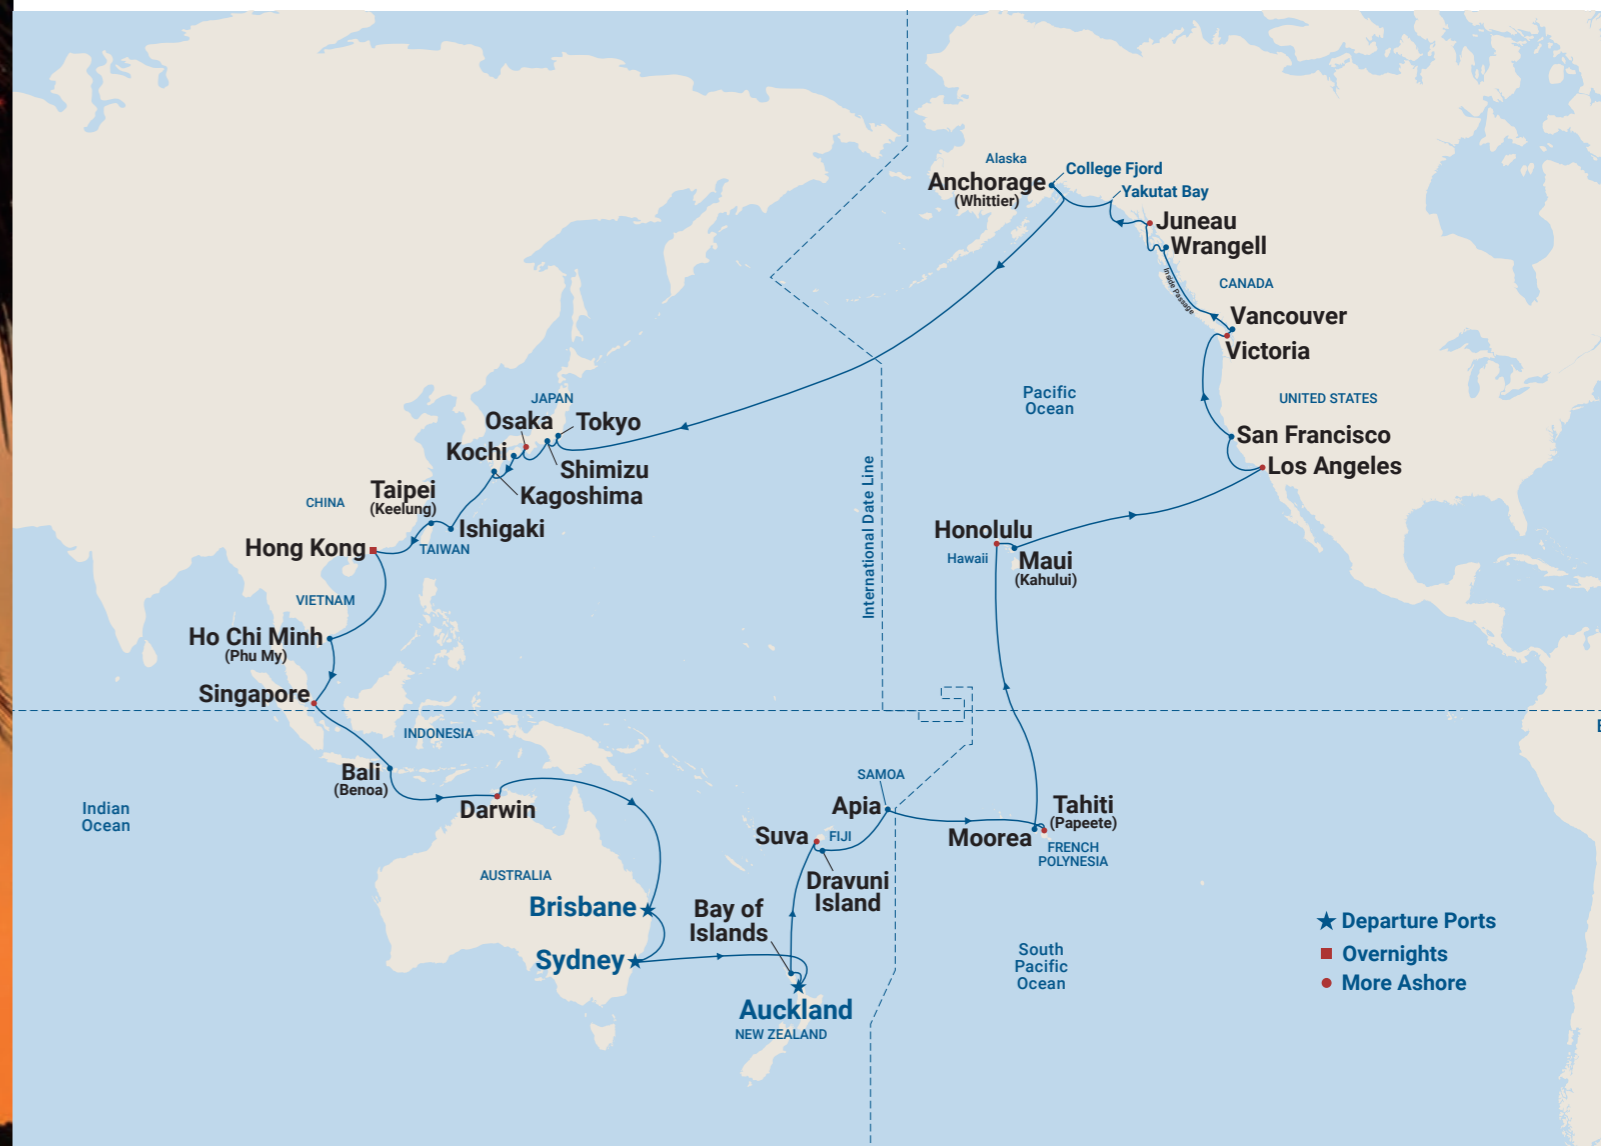 Alaska
College Fjord
Anchorage
(Whittier)
Yakutat Bay
Juneau
Wrangell
Inside Passage
CANADA
Vancouver
Victoria
Pacific
Ocean
UNITED STATES
San Francisco
Los Angeles
JAPAN
Osaka
Tokyo
Kochi
Shimizu
Kagoshima
Taipei
(Keelung)
CHINA
Ishigaki
Hong Kong
TAIWAN
International Date Line
Honolulu
Hawaii
Maui
(Kahului)
VIETNAM
Ho Chi Minh
(Phu My)
Singapore
INDONESIA
E
Bali
(Benoa)
Darwin
Indian
Ocean
SAMOA
Apia
Tahiti
(Papeete)
Moorea
FRENCH
POLYNESIA
Suva
FIJI
Dravuni
Island
AUSTRALIA
Brisbane
Bay of
Islands
Sydney
Auckland
NEW ZEALAND
South
Pacific
Ocean
Departure Ports
Overnights
More Ashore